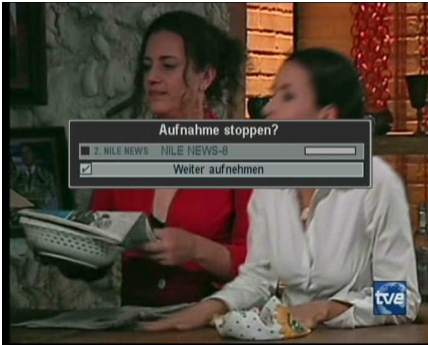 Aufnahme stoppen?
2. NILE NEWS NILE NEWS-8
Weiter aufnehmen
tve